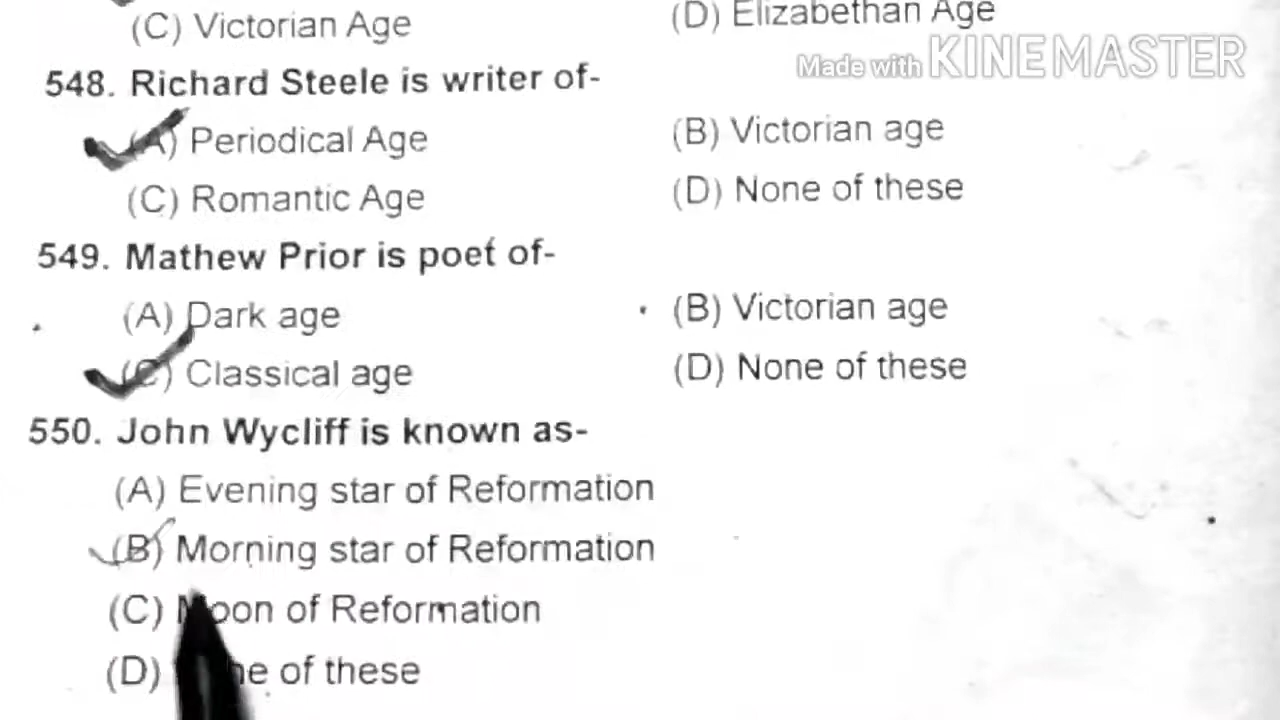 (C) Victorian Age (D) Elizabethan Age
Made with KINEMASTER
548. Richard Steele is writer of-
(A) Periodical Age (B) Victorian age
(C) Romantic Age (D) None of these
549. Mathew Prior is poet of-
(A) Dark age (B) Victorian age
(C) Classical age (D) None of these
550. John Wycliff is known as-
(A) Evening star of Reformation
(B) Morning star of Reformation
(C) Moon of Reformation
(D) of these